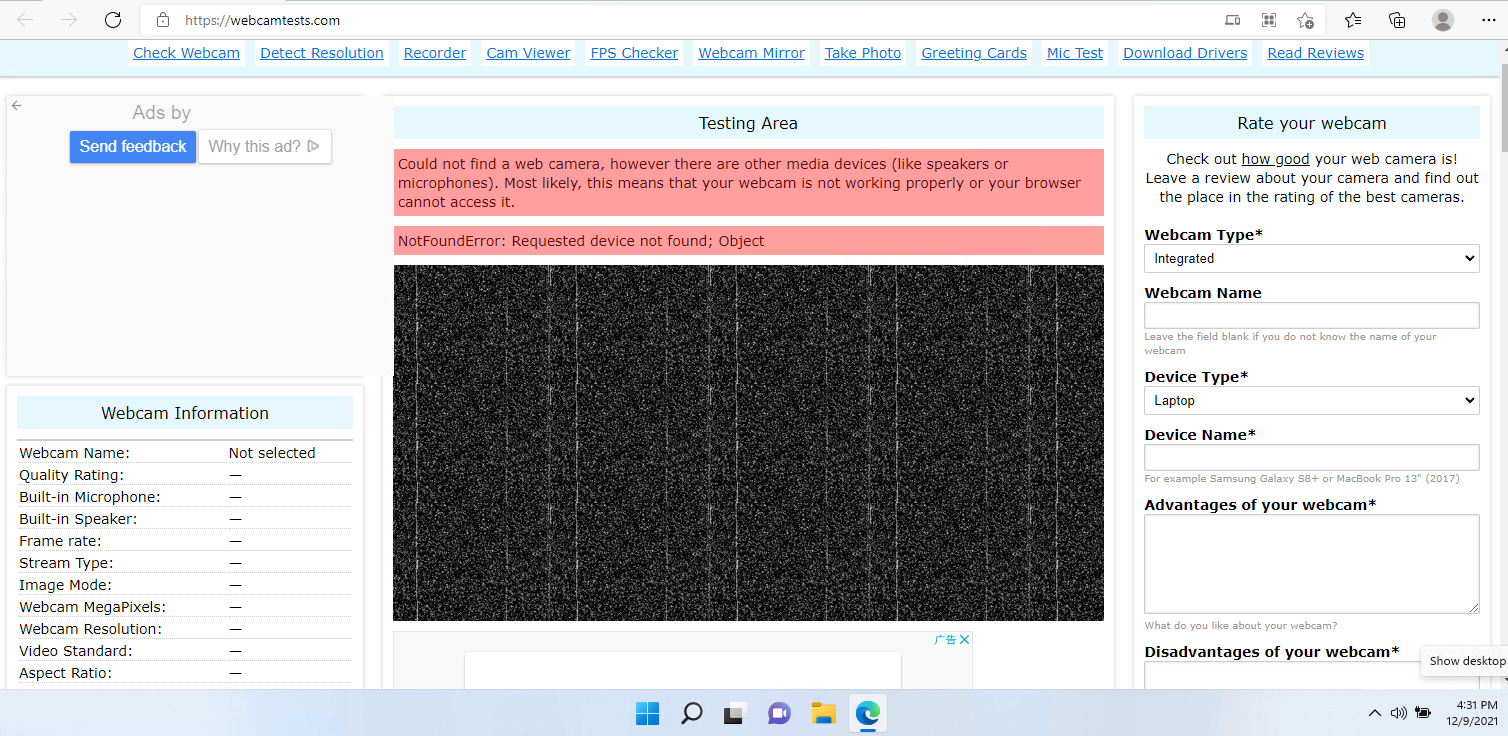 https://webcamtests.com
Check Webcam
Detect Resolution
Recorder
Cam Viewer
FPS Checker
Webcam Mirror
Take Photo
Greeting Cards
Mic Test
Download Drivers
Read Reviews
Ads by
Send feedback
Why this ad?
Webcam Information
Webcam Name: Not selected
Quality Rating: —
Built-in Microphone: —
Built-in Speaker: —
Frame rate: —
Stream Type: —
Image Mode: —
Webcam MegaPixels: —
Webcam Resolution: —
Video Standard: —
Aspect Ratio: —
Testing Area
Could not find a web camera, however there are other media devices (like speakers or
microphones). Most likely, this means that your webcam is not working properly or your browser
cannot access it.
NotFoundError: Requested device not found; Object
广告
Rate your webcam
Check out how good your web camera is!
Leave a review about your camera and find out
the place in the rating of the best cameras.
Webcam Type*
Integrated
Webcam Name
Leave the field blank if you do not know the name of your
webcam
Device Type*
Laptop
Device Name*
For example Samsung Galaxy S8+ or MacBook Pro 13" (2017)
Advantages of your webcam*
What do you like about your webcam?
Disadvantages of your webcam*
Show desktop
4:31 PM
12/9/2021